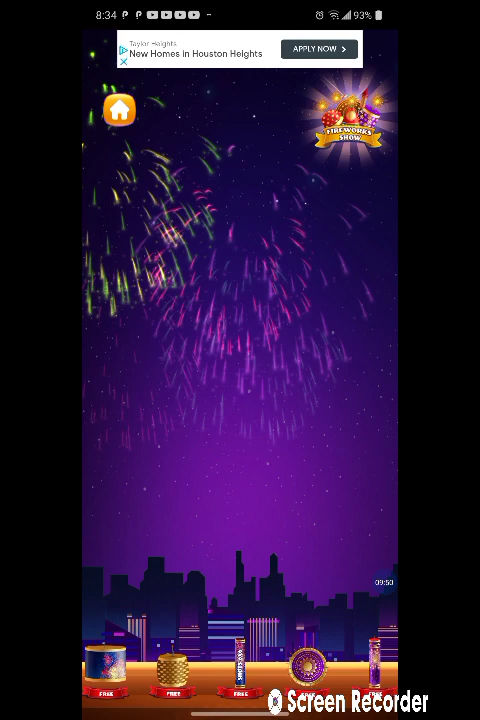 8:34
93%
Taylor Heights
New Homes in Houston Heights
APPLY NOW
FIREWORKS
SHOW
09:50
FREE
FREE
FREE
FREE
Screen Recorder